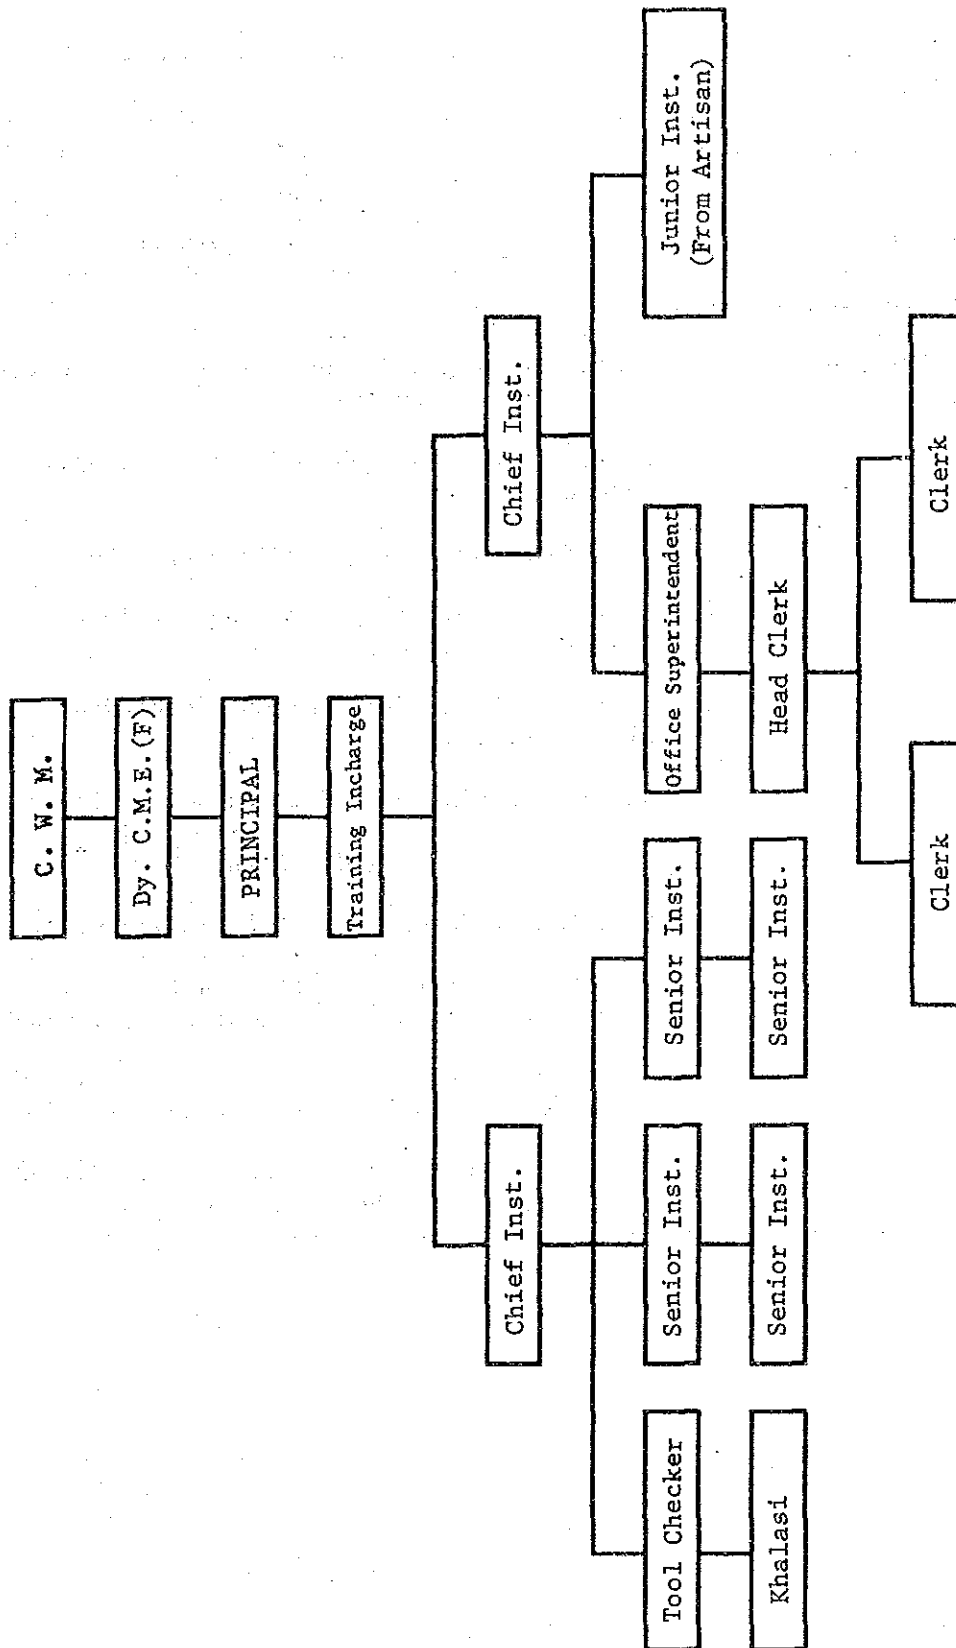 C. W. M.
Dy. C.M.E.(F)
PRINCIPAL
Training Incharge
Chief Inst.
Chief Inst.
Tool Checker
Senior Inst.
Senior Inst.
Office Superintendent
Junior Inst.
(From Artisan)
Khalasi
Senior Inst.
Senior Inst.
Head Clerk
Clerk
Clerk